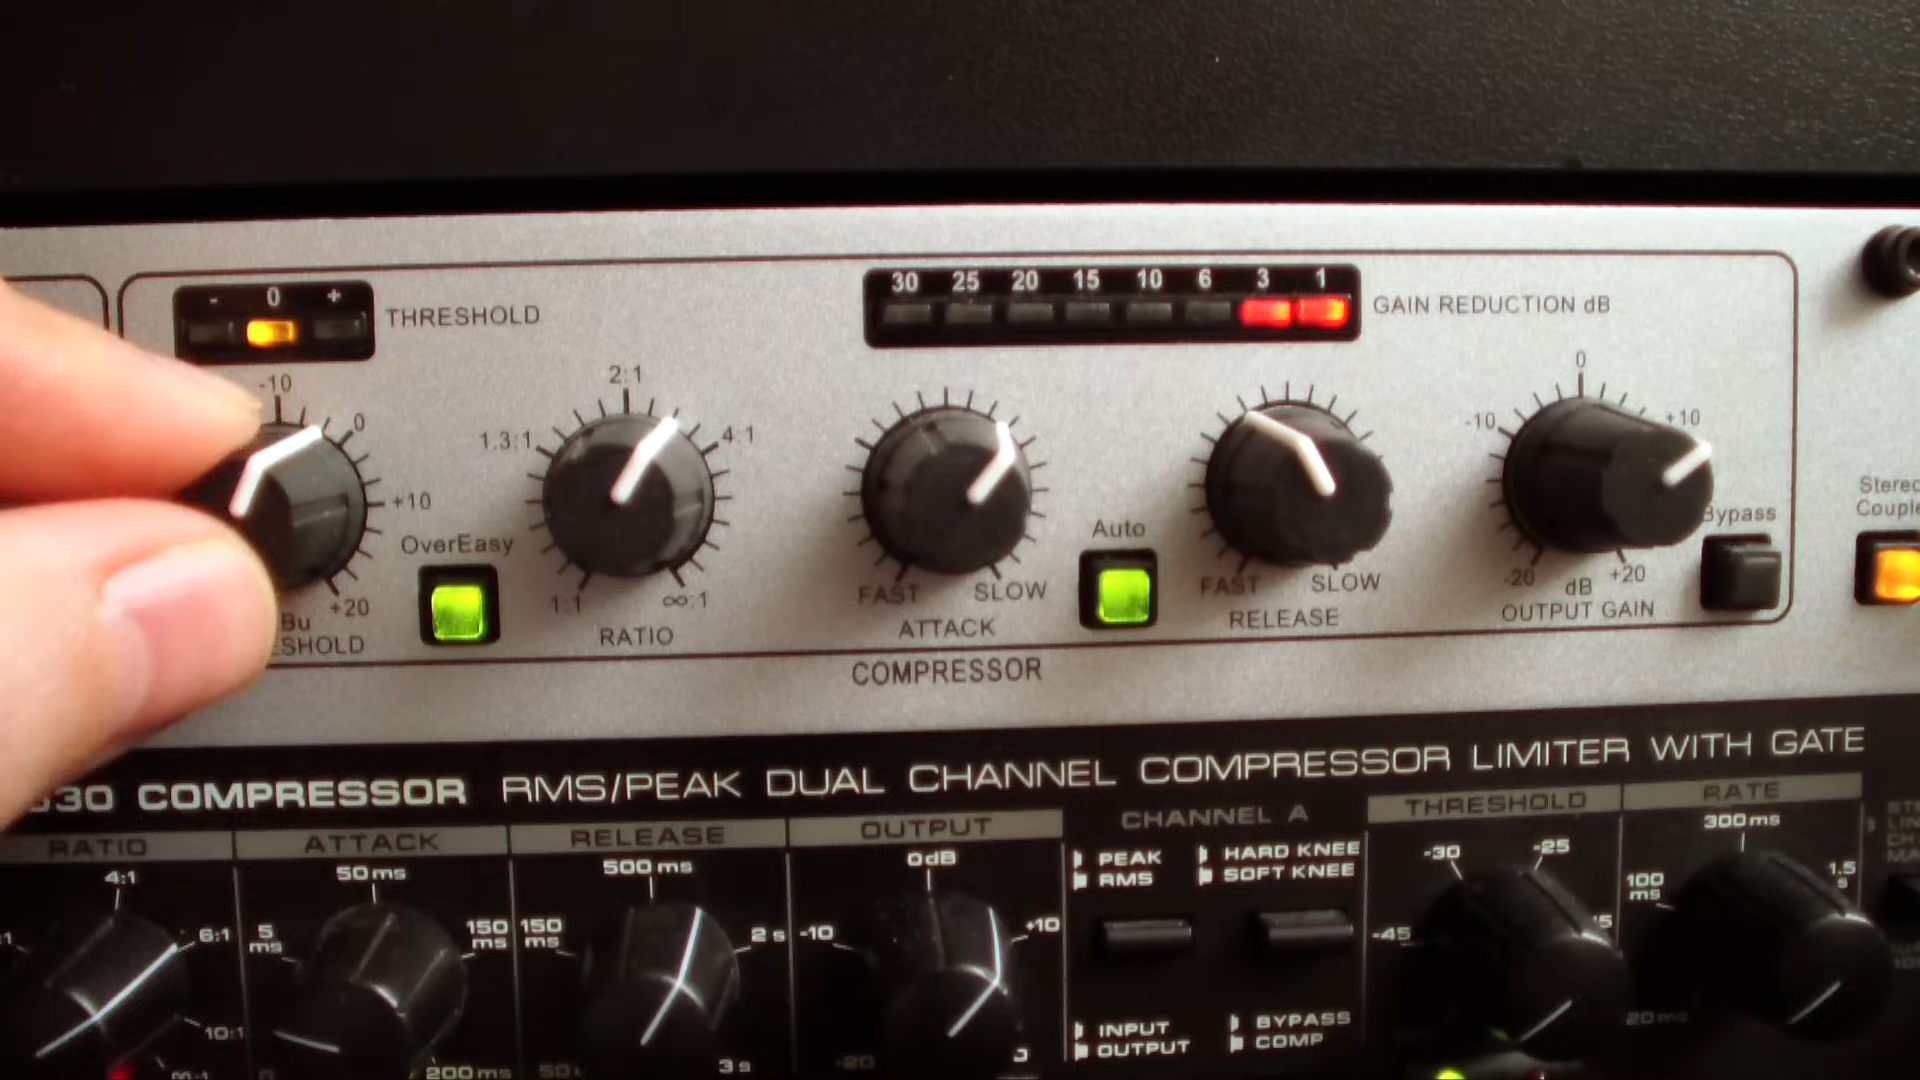 - 0 + THRESHOLD
30 25 20 15 10 6 3 1 GAIN REDUCTION dB
-10 0 +10 +20
OverEasy
1.3:1 2:1 4:1
1:1 ∞:1
RATIO
FAST SLOW
ATTACK
Auto
FAST SLOW
RELEASE
-10 0 +10
-20 dB +20
OUTPUT GAIN
Bypass
COMPRESSOR
COMPRESSOR RMS/PEAK DUAL CHANNEL COMPRESSOR LIMITER WITH GATE
RATIO
4:1
6:1
10:1
ATTACK
50 ms
5 ms
150 ms
200 ms
RELEASE
500 ms
150 ms
2 s
3 s
OUTPUT
0dB
-10 +10
-20
CHANNEL A
PEAK
RMS
HARD KNEE
SOFT KNEE
INPUT
OUTPUT
BYPASS
COMP
THRESHOLD
-30 -25
-45
RATE
300 ms
100 ms
1.5 s
20 ms